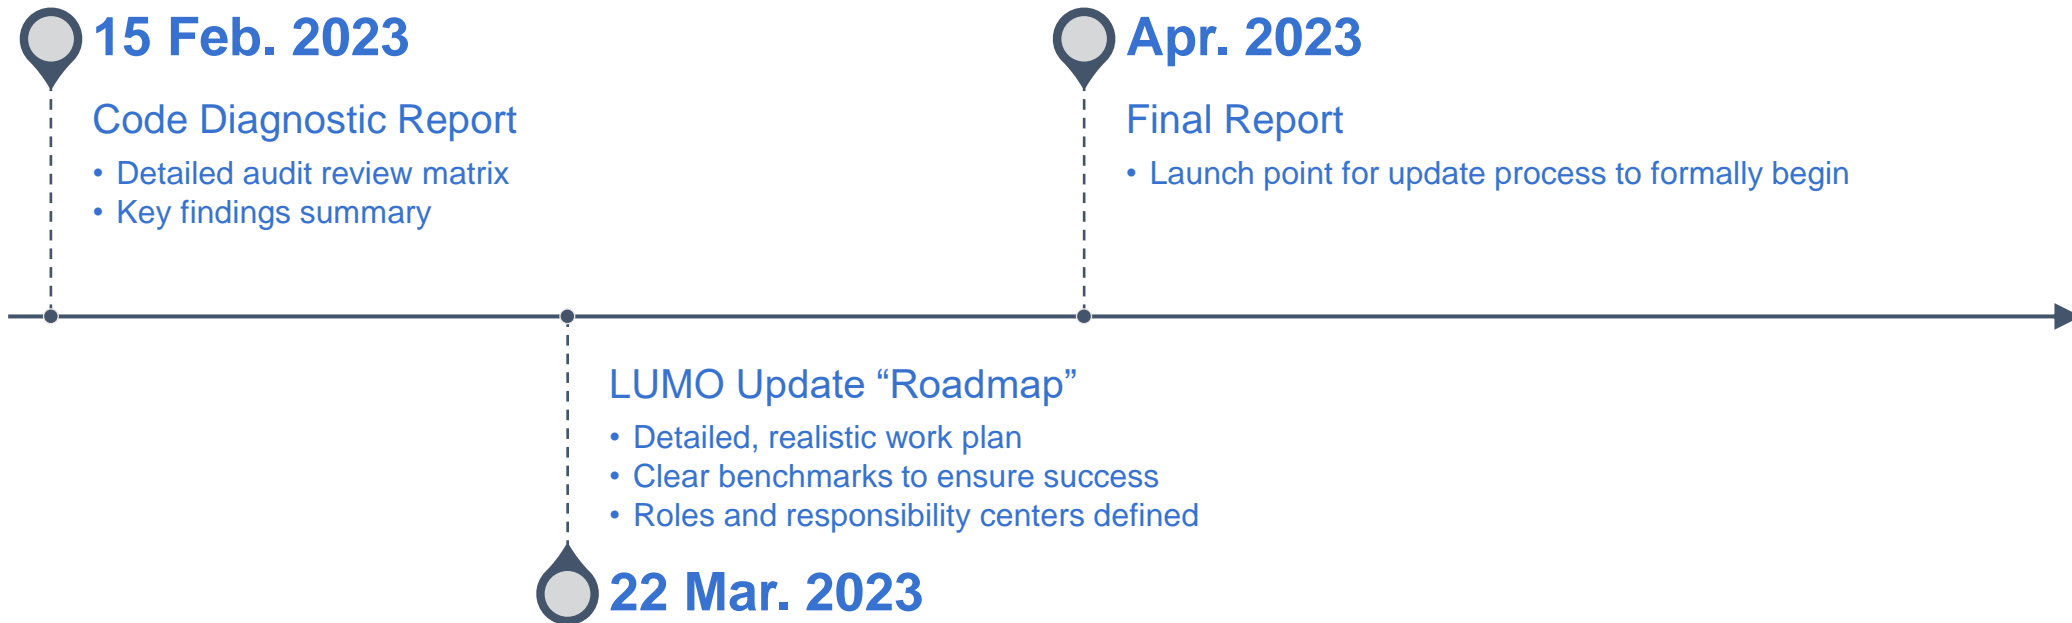 15 Feb. 2023
Code Diagnostic Report
• Detailed audit review matrix
• Key findings summary
LUMO Update “Roadmap”
• Detailed, realistic work plan
• Clear benchmarks to ensure success
• Roles and responsibility centers defined
22 Mar. 2023
Apr. 2023
Final Report
• Launch point for update process to formally begin